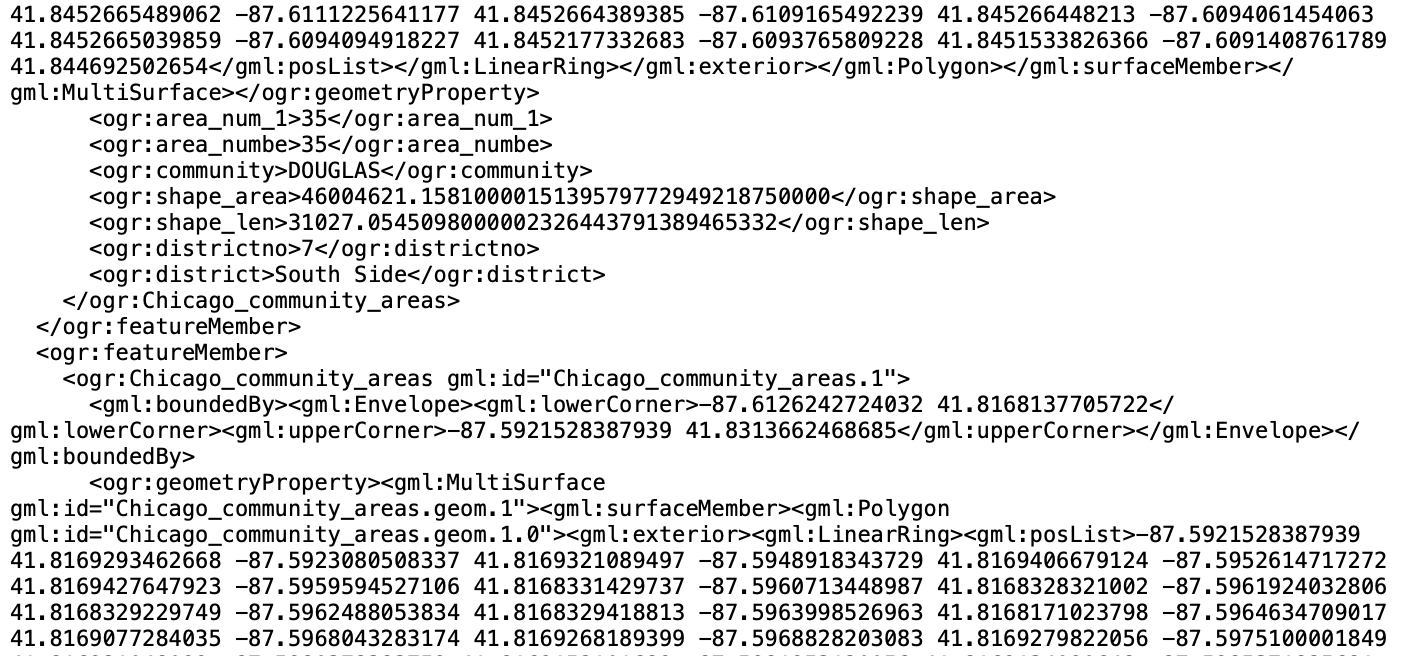 41.8452665489062 -87.6111225641177 41.8452664389385 -87.6109165492239 41.845266448213 -87.6094061454063
41.8452665039859 -87.6094094918227 41.8452177332683 -87.6093765809228 41.8451533826366 -87.6091408761789
41.844692502654</gml:posList></gml:LinearRing></gml:exterior></gml:Polygon></gml:surfaceMember></
gml:MultiSurface></ogr:geometryProperty>
      <ogr:area_num_1>35</ogr:area_num_1>
      <ogr:area_numbe>35</ogr:area_numbe>
      <ogr:community>DOUGLAS</ogr:community>
      <ogr:shape_area>46004621.158100001513957977294921875​0000</ogr:shape_area>
      <ogr:shape_len>31027.0545098000002326443791389465332</ogr:shape_len>
      <ogr:districtno>7</ogr:districtno>
      <ogr:district>South Side</ogr:district>
    </ogr:Chicago_community_areas>
  </ogr:featureMember>
  <ogr:featureMember>
    <ogr:Chicago_community_areas gml:id="Chicago_community_areas.1">
      <gml:boundedBy><gml:Envelope><gml:lowerCorner>-87.6126242724032 41.8168137705722</
gml:lowerCorner><gml:upperCorner>-87.5921528387939 41.8313662468685</gml:upperCorner></gml:Envelope></
gml:boundedBy>
      <ogr:geometryProperty><gml:MultiSurface
gml:id="Chicago_community_areas.geom.1"><gml:surfaceMember><gml:Polygon
gml:id="Chicago_community_areas.geom.1.0"><gml:exterior><gml:LinearRing><gml:posList>-87.5921528387939
41.8169293462668 -87.5923080508337 41.8169321089497 -87.5948918343729 41.8169406679124 -87.5952614717272
41.8169427647923 -87.5959594527106 41.8168331429737 -87.5960713448987 41.8168328321002 -87.5961924032806
41.8168329229749 -87.5962488053834 41.8168329418813 -87.5963998526963 41.8168171023798 -87.5964634709017
41.8169077284035 -87.5968043283174 41.8169268189399 -87.5968828203083 41.8169279822056 -87.5975100001849